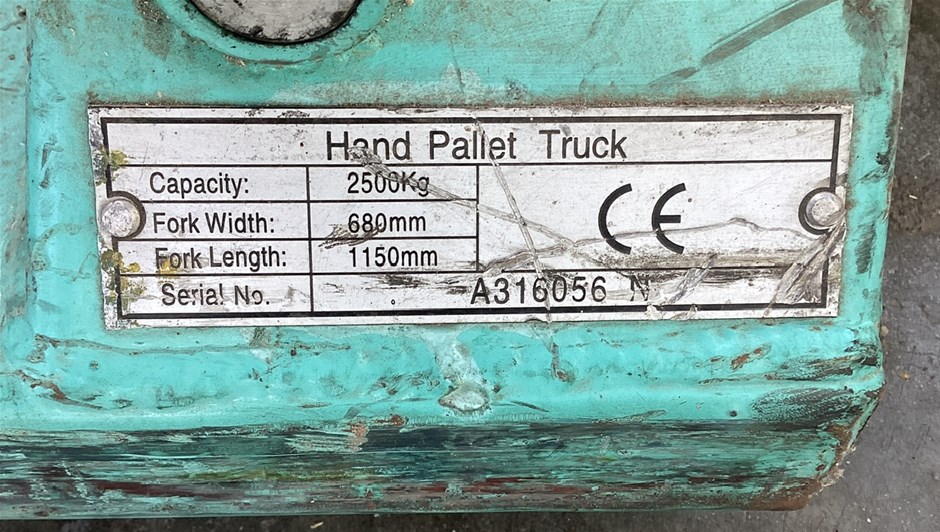 Hand Pallet Truck
Capacity: 2500Kg
CE
Fork Width: 680mm
Fork Length: 1150mm
Serial No. A316056 N